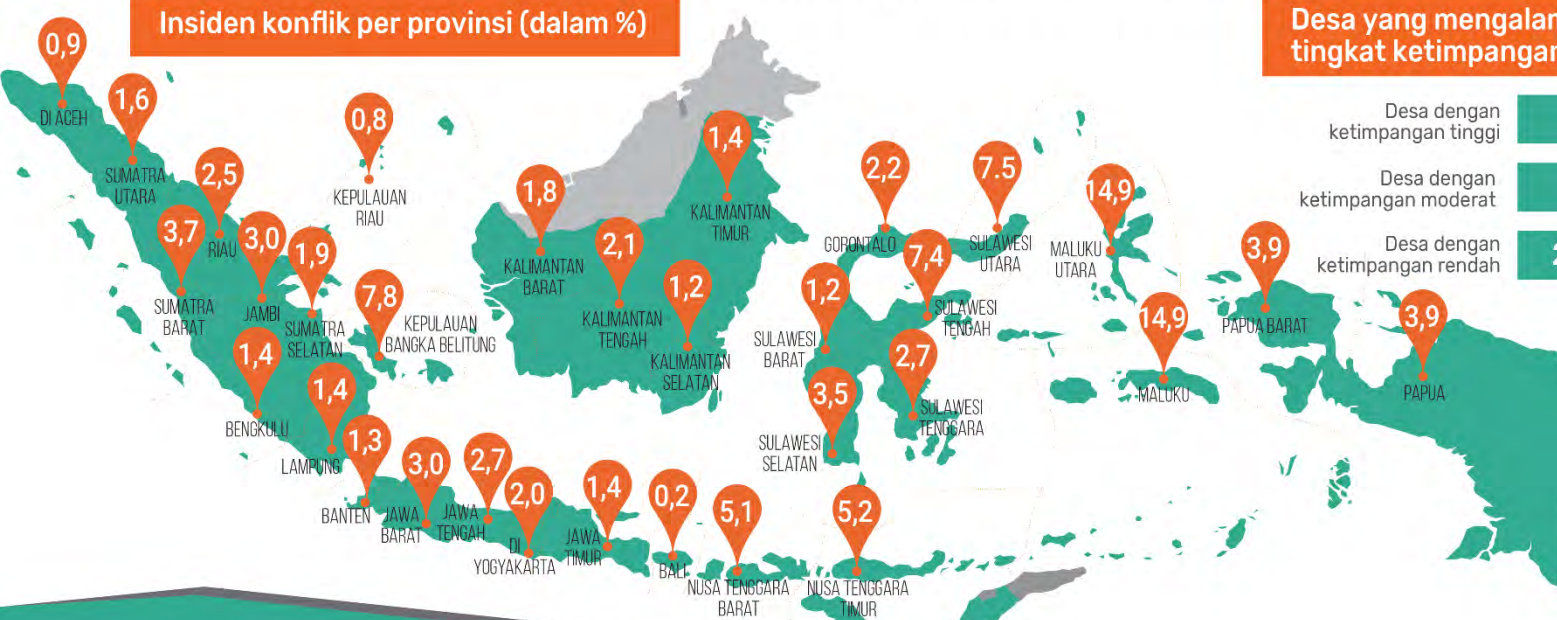 Insiden konflik per provinsi (dalam %)
0,9
DI ACEH
1,6
SUMATRA
UTARA
2,5
RIAU
0,8
KEPULAUAN
RIAU
3,7
SUMATRA
BARAT
3,0
JAMBI
1,9
SUMATRA
SELATAN
7,8
KEPULAUAN
BANGKA BELITUNG
1,4
BENGKULU
1,4
LAMPUNG
1,3
BANTEN
3,0
JAWA
BARAT
2,7
JAWA
TENGAH
2,0
DI
YOGYAKARTA
1,4
JAWA
TIMUR
0,2
BALI
5,1
NUSA TENGGARA
BARAT
5,2
NUSA TENGGARA
TIMUR
1,8
KALIMANTAN
BARAT
2,1
KALIMANTAN
TENGAH
1,4
KALIMANTAN
TIMUR
1,2
KALIMANTAN
SELATAN
2,2
GORONTALO
7.5
SULAWESI
UTARA
7,4
SULAWESI
TENGAH
1,2
SULAWESI
BARAT
2,7
SULAWESI
TENGGARA
3,5
SULAWESI
SELATAN
14,9
MALUKU
UTARA
14,9
MALUKU
3,9
PAPUA BARAT
3,9
PAPUA
Desa yang mengalam
tingkat ketimpangan
Desa dengan
ketimpangan tinggi
Desa dengan
ketimpangan moderat
Desa dengan
ketimpangan rendah